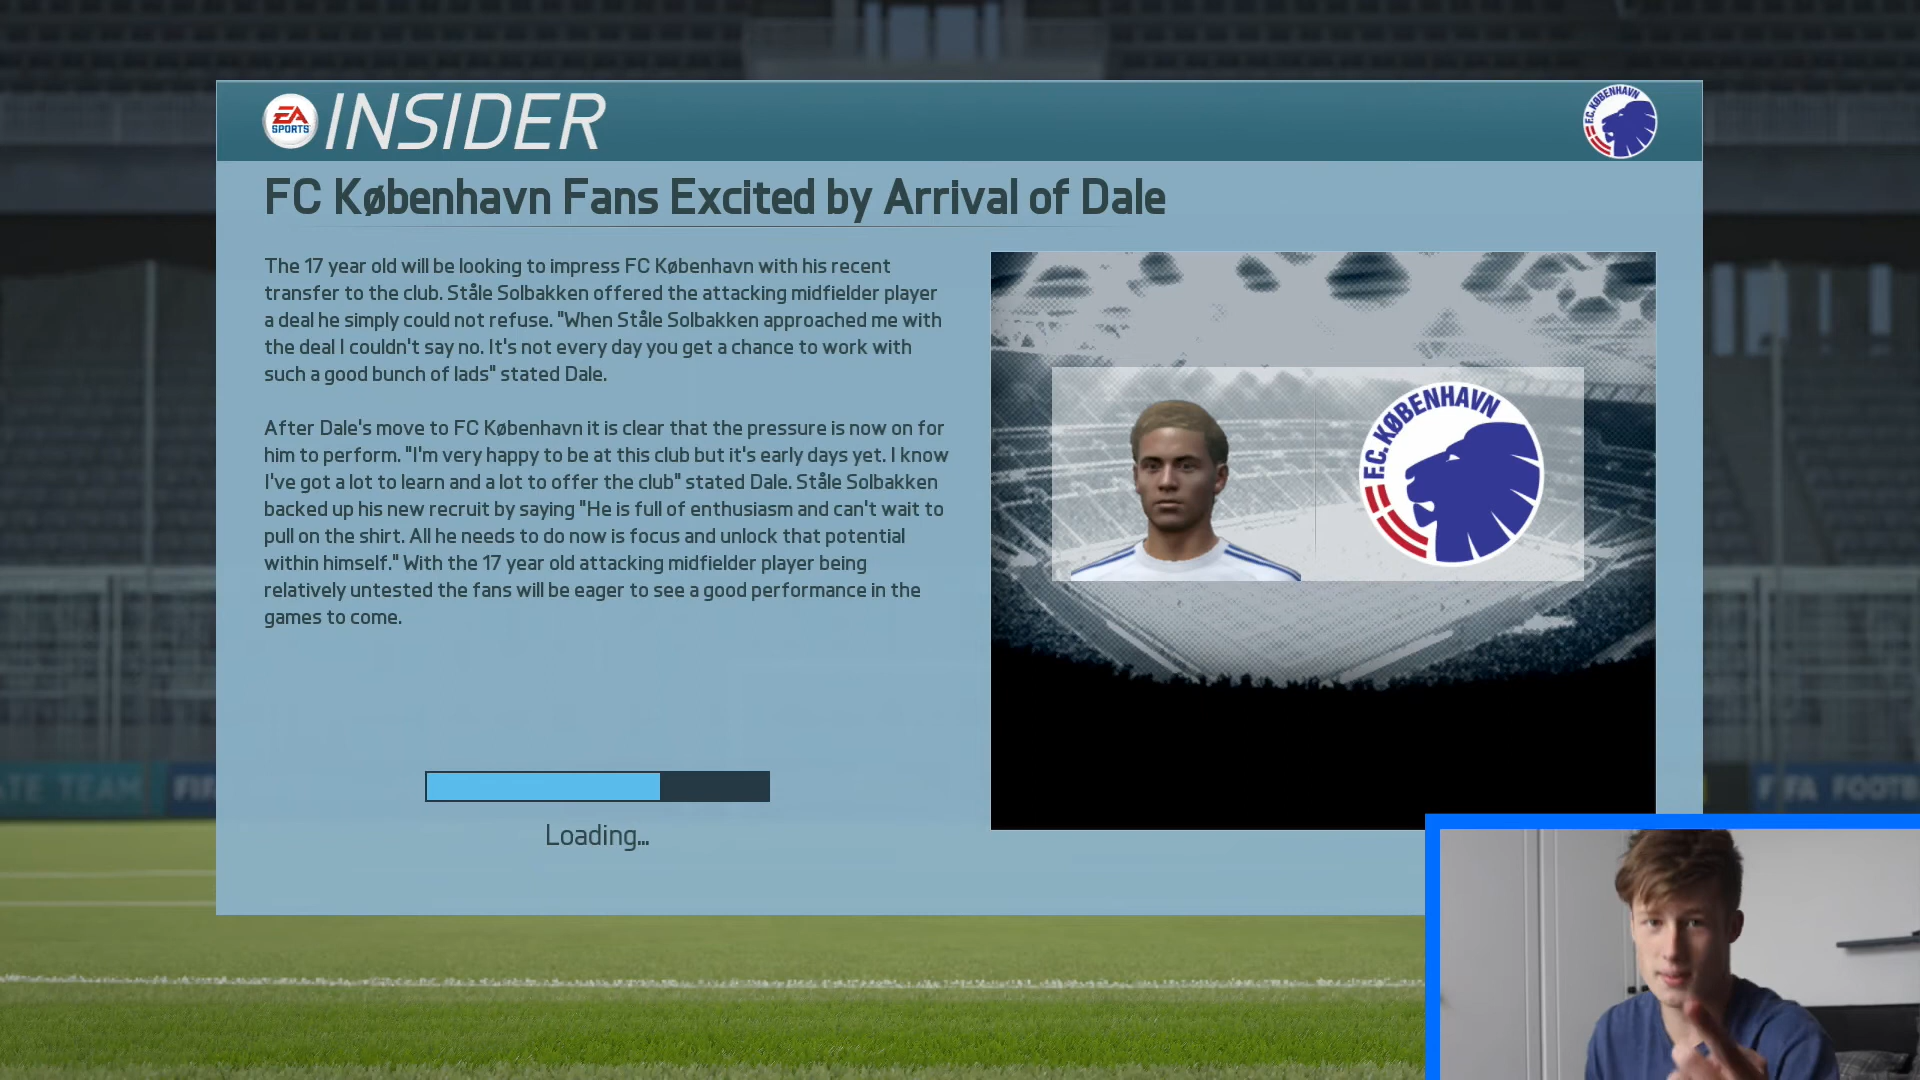 EA SPORTS INSIDER
F.C. KØBENHAVN
FC København Fans Excited by Arrival of Dale
The 17 year old will be looking to impress FC København with his recent
transfer to the club. Ståle Solbakken offered the attacking midfielder player
a deal he simply could not refuse. "When Ståle Solbakken approached me with
the deal I couldn't say no. It's not every day you get a chance to work with
such a good bunch of lads" stated Dale.
After Dale's move to FC København it is clear that the pressure is now on for
him to perform. "I'm very happy to be at this club but it's early days yet. I know
I've got a lot to learn and a lot to offer the club" stated Dale. Ståle Solbakken
backed up his new recruit by saying "He is full of enthusiasm and can't wait to
pull on the shirt. All he needs to do now is focus and unlock that potential
within himself." With the 17 year old attacking midfielder player being
relatively untested the fans will be eager to see a good performance in the
games to come.
F.C. KØBENHAVN
Loading...
ATE TEAM
FIF
FIFA FOOTB